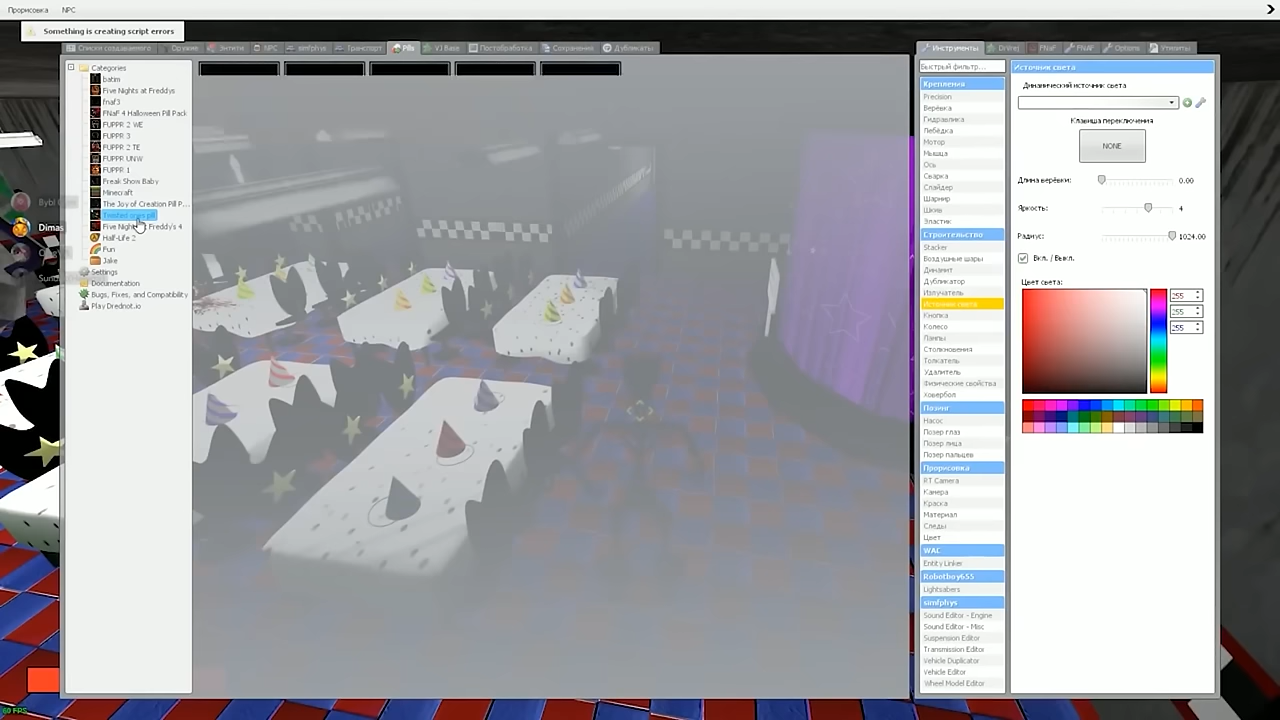 Прорисовка NPC
Something is creating script errors
Списки создаваемого Оружие Энтити NPC simfphys Транспорт Pills VJ Base Постобработка Сохранения Дубликаты
Инструменты FNaF FNAF Options Утилиты
Categories
batim
Five Nights at Freddys
fnaf3
FNaF 4 Halloween Pill Pack
FUPPR 2 WE
FUPPR 3
FUPPR 2 TE
FUPPR UNW
FUPPR 1
Freak Show Baby
Minecraft
The Joy of Creation Pill P...
Twisted ones pill
Five Nig t Freddy's 4
Half-Life 2
Fun
Jake
Settings
Documentation
Bugs, Fixes, and Compatibility
Play Drednot.io
Bybl
Dimas
Быстрый фильтр...
Крепления
Precision
Верёвка
Гидравлика
Лебёдка
Мотор
Мышца
Ось
Сварка
Слайдер
Шарнир
Шкив
Эластик
Строительство
Stacker
Воздушные шары
Динамит
Дубликатор
Излучатель
Источник света
Кнопка
Колесо
Лампы
Столкновения
Толкатель
Удалитель
Физические свойства
Ховербол
Позинг
Насос
Позер глаз
Позер лица
Позер пальцев
Прорисовка
RT Camera
Камера
Краска
Материал
Следы
Цвет
WAC
Entity Linker
Robotboy655
Lightsabers
simfphys
Sound Editor - Engine
Sound Editor - Misc
Suspension Editor
Transmission Editor
Vehicle Duplicator
Vehicle Editor
Wheel Model Editor
Источник света
Динамический источник света
Клавиша переключения
NONE
Длина верёвки: 0.00
Яркость: 4
Радиус: 1024.00
Вкл. / Выкл.
Цвет света:
255
255
255
60 FPS